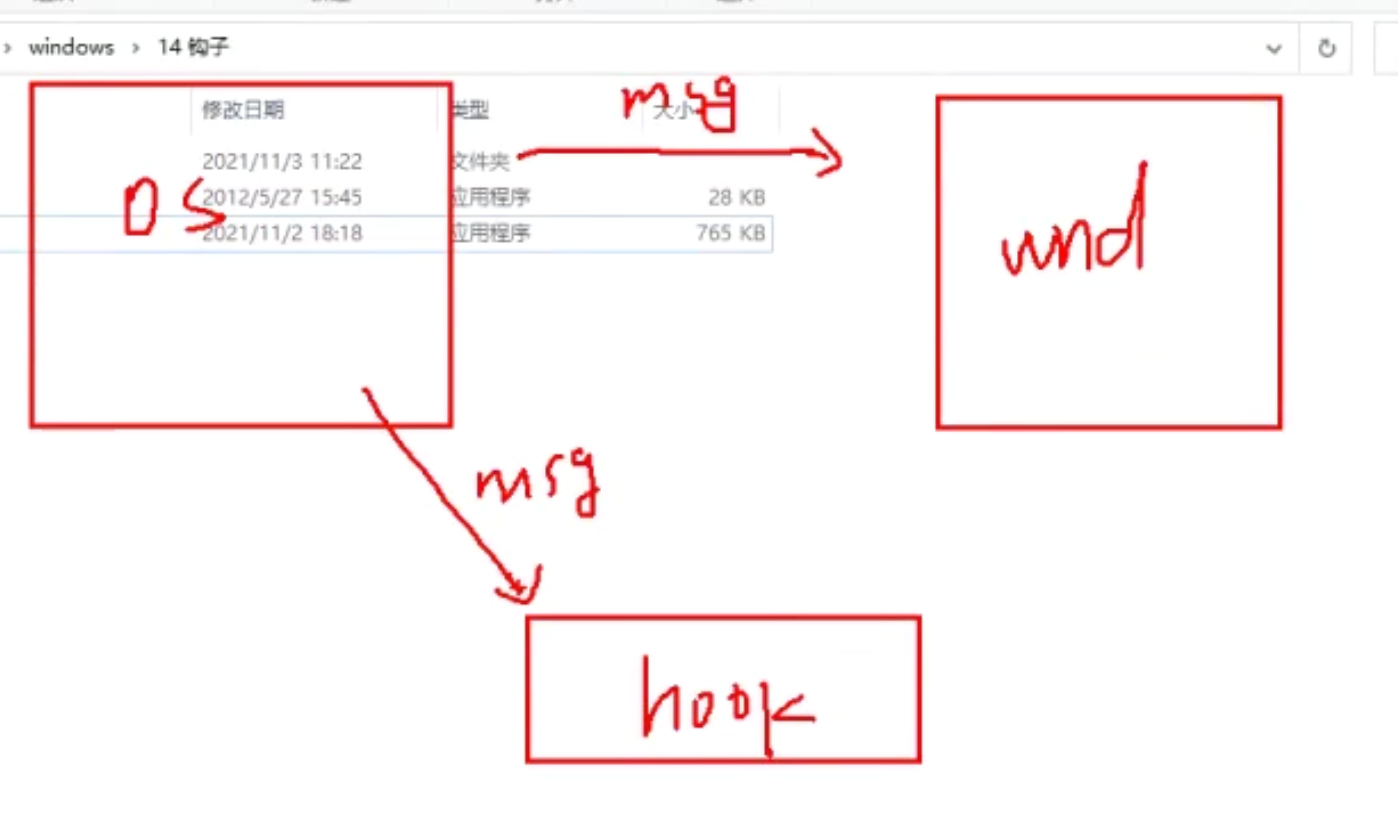 windows › 14 钩子
修改日期 类型 大小
msg
2021/11/3 11:22 文件夹
2012/5/27 15:45 应用程序 28 KB
2021/11/2 18:18 应用程序 765 KB
OS
wnd
msg
hook